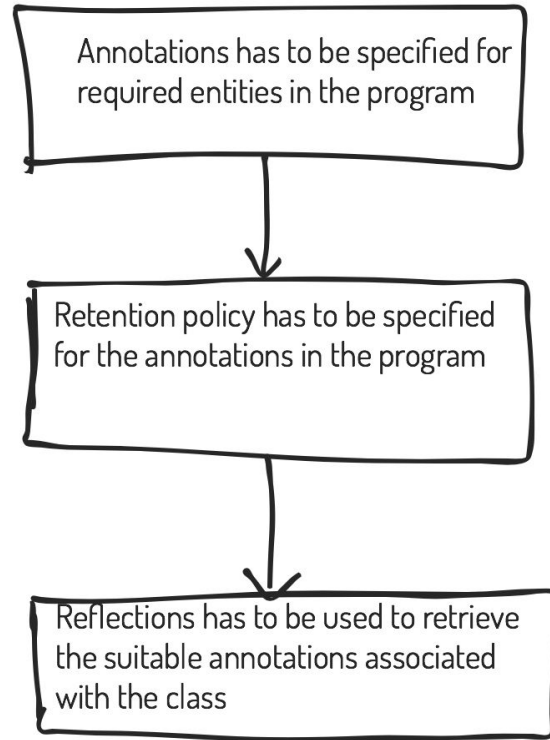 Annotations has to be specified for
required entities in the program
Retention policy has to be specified
for the annotations in the program
Reflections has to be used to retrieve
the suitable annotations associated
with the class